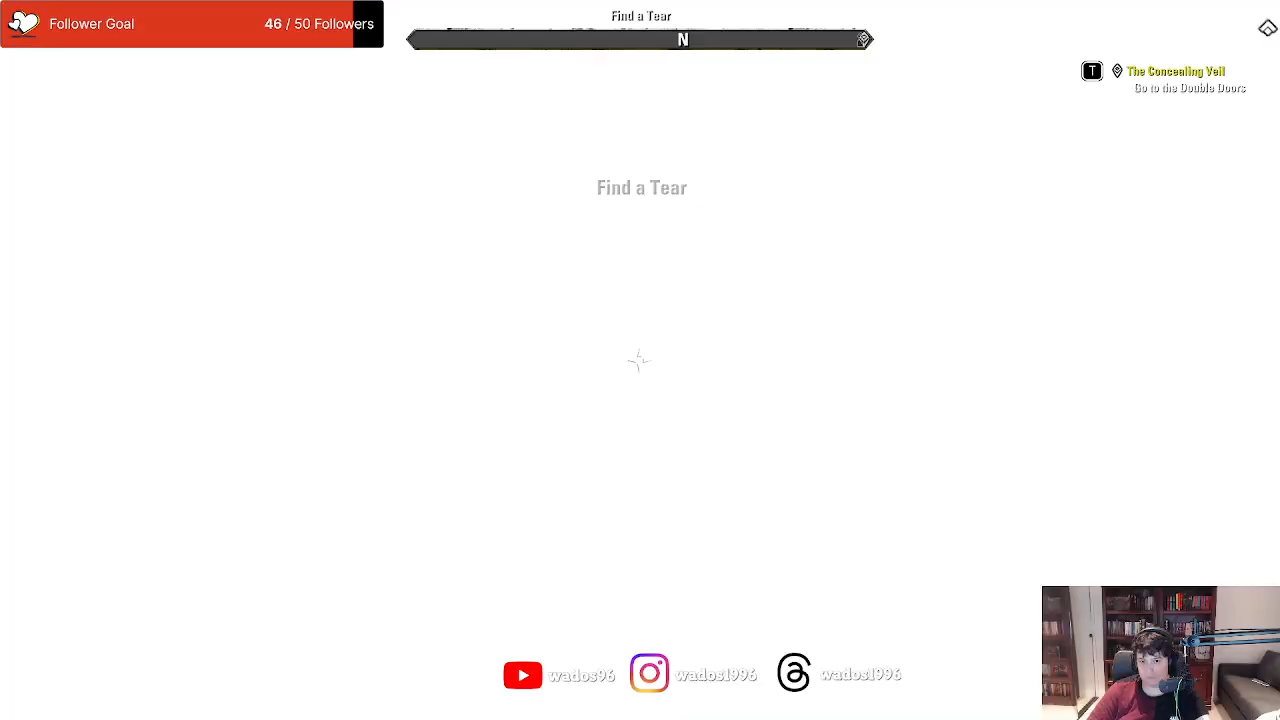 Follower Goal
46 / 50 Followers
Find a Tear
N
T
The Concealing Veil
Go to the Double Doors
Find a Tear
wados96
wados1996
wados1996